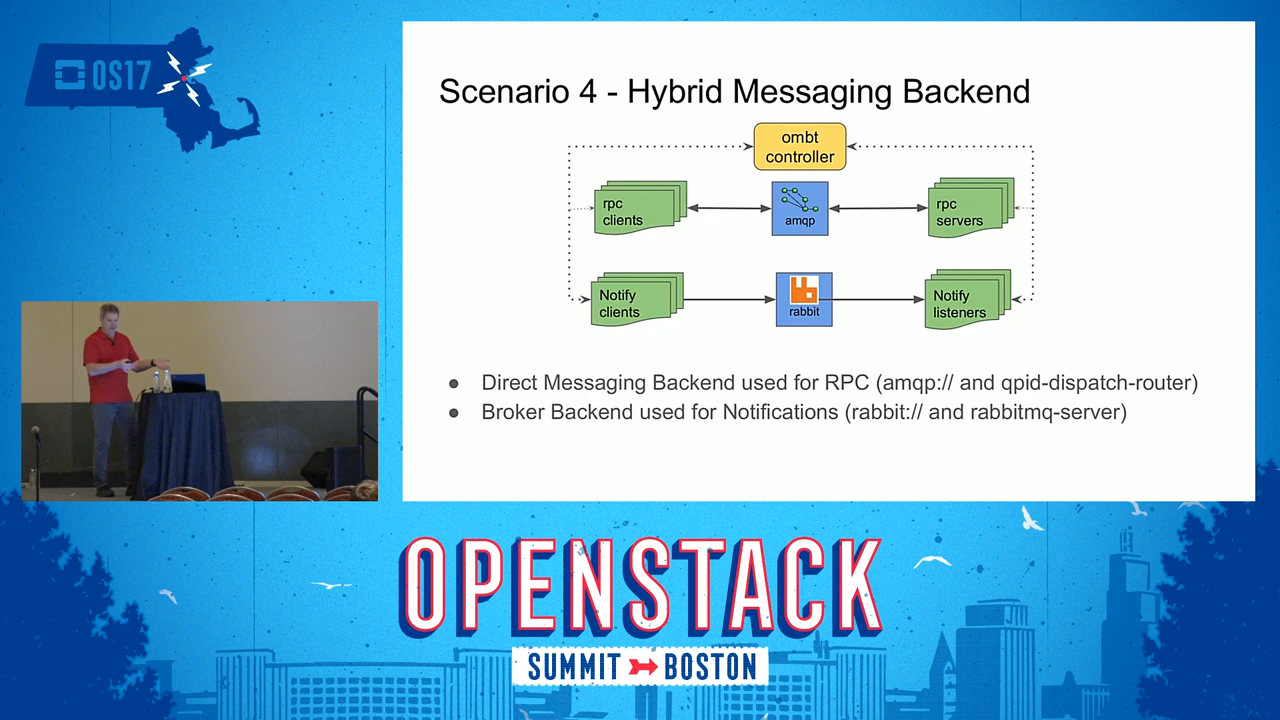 OS17
Scenario 4 - Hybrid Messaging Backend
ombt
controller
rpc
clients
amqp
rpc
servers
Notify
clients
rabbit
Notify
listeners
● Direct Messaging Backend used for RPC (amqp:// and qpid-dispatch-router)
● Broker Backend used for Notifications (rabbit:// and rabbitmq-server)
OPENSTACK
SUMMIT BOSTON